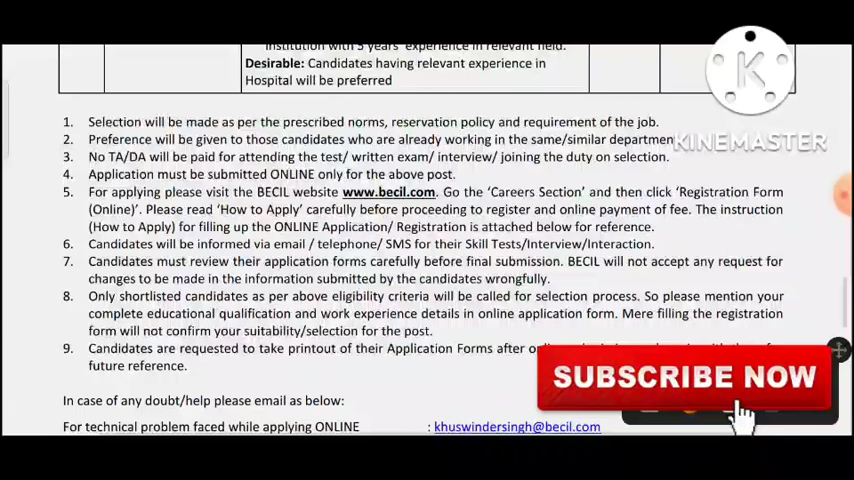 institution with 5 years' experience in relevant field.
Desirable: Candidates having relevant experience in
Hospital will be preferred
K
KINEMASTER
1. Selection will be made as per the prescribed norms, reservation policy and requirement of the job.
2. Preference will be given to those candidates who are already working in the same/similar departmen
3. No TA/DA will be paid for attending the test/ written exam/ interview/ joining the duty on selection.
4. Application must be submitted ONLINE only for the above post.
5. For applying please visit the BECIL website www.becil.com. Go the 'Careers Section' and then click 'Registration Form
(Online)'. Please read 'How to Apply' carefully before proceeding to register and online payment of fee. The instruction
(How to Apply) for filling up the ONLINE Application/ Registration is attached below for reference.
6. Candidates will be informed via email / telephone/ SMS for their Skill Tests/Interview/Interaction.
7. Candidates must review their application forms carefully before final submission. BECIL will not accept any request for
changes to be made in the information submitted by the candidates wrongfully.
8. Only shortlisted candidates as per above eligibility criteria will be called for selection process. So please mention your
complete educational qualification and work experience details in online application form. Mere filling the registration
form will not confirm your suitability/selection for the post.
9. Candidates are requested to take printout of their Application Forms after
future reference.
SUBSCRIBE NOW
In case of any doubt/help please email as below:
For technical problem faced while applying ONLINE : khuswindersingh@becil.com